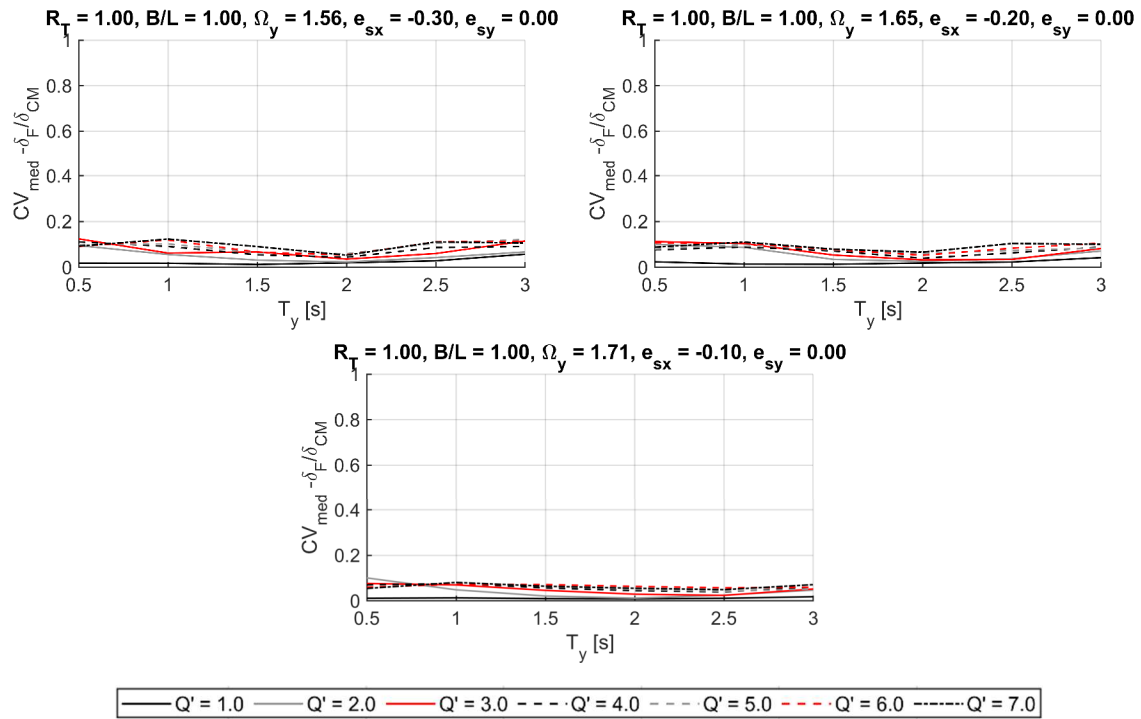 R_T = 1.00, B/L = 1.00, Ω_y = 1.56, e_sx = -0.30, e_sy = 0.00
CV_med -δ_F/δ_CM
1
0.8
0.6
0.4
0.2
0
0.5 1 1.5 2 2.5 3
T_y [s]
R_T = 1.00, B/L = 1.00, Ω_y = 1.65, e_sx = -0.20, e_sy = 0.00
CV_med -δ_F/δ_CM
1
0.8
0.6
0.4
0.2
0
0.5 1 1.5 2 2.5 3
T_y [s]
R_T = 1.00, B/L = 1.00, Ω_y = 1.71, e_sx = -0.10, e_sy = 0.00
CV_med -δ_F/δ_CM
1
0.8
0.6
0.4
0.2
0
0.5 1 1.5 2 2.5 3
T_y [s]
Q' = 1.0 Q' = 2.0 Q' = 3.0 Q' = 4.0 Q' = 5.0 Q' = 6.0 Q' = 7.0